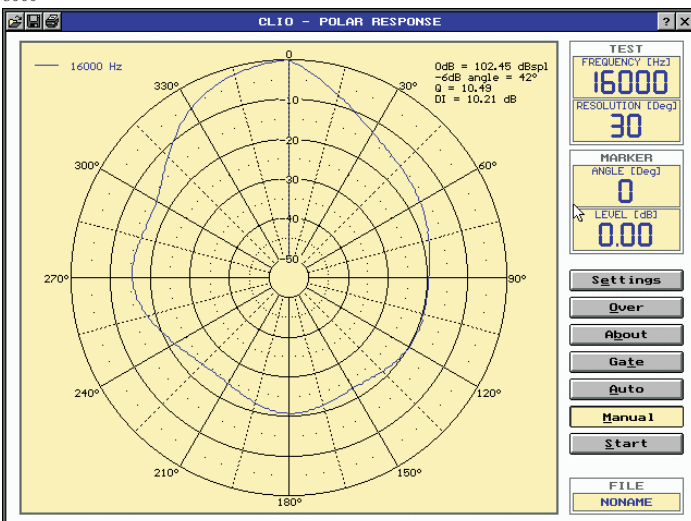 CLIO - POLAR RESPONSE
? x
16000 Hz
0dB = 102.45 dBspl
-6dB angle = 42°
Q = 10.49
DI = 10.21 dB
0
30°
60°
90°
120°
150°
180°
210°
240°
270°
300°
330°
-10
-20
-30
-40
-50
TEST
FREQUENCY [Hz]
16000
RESOLUTION [Deg]
30
MARKER
ANGLE [Deg]
0
LEVEL [dB]
0.00
Settings
Over
About
Gate
Auto
Manual
Start
FILE
NONAME